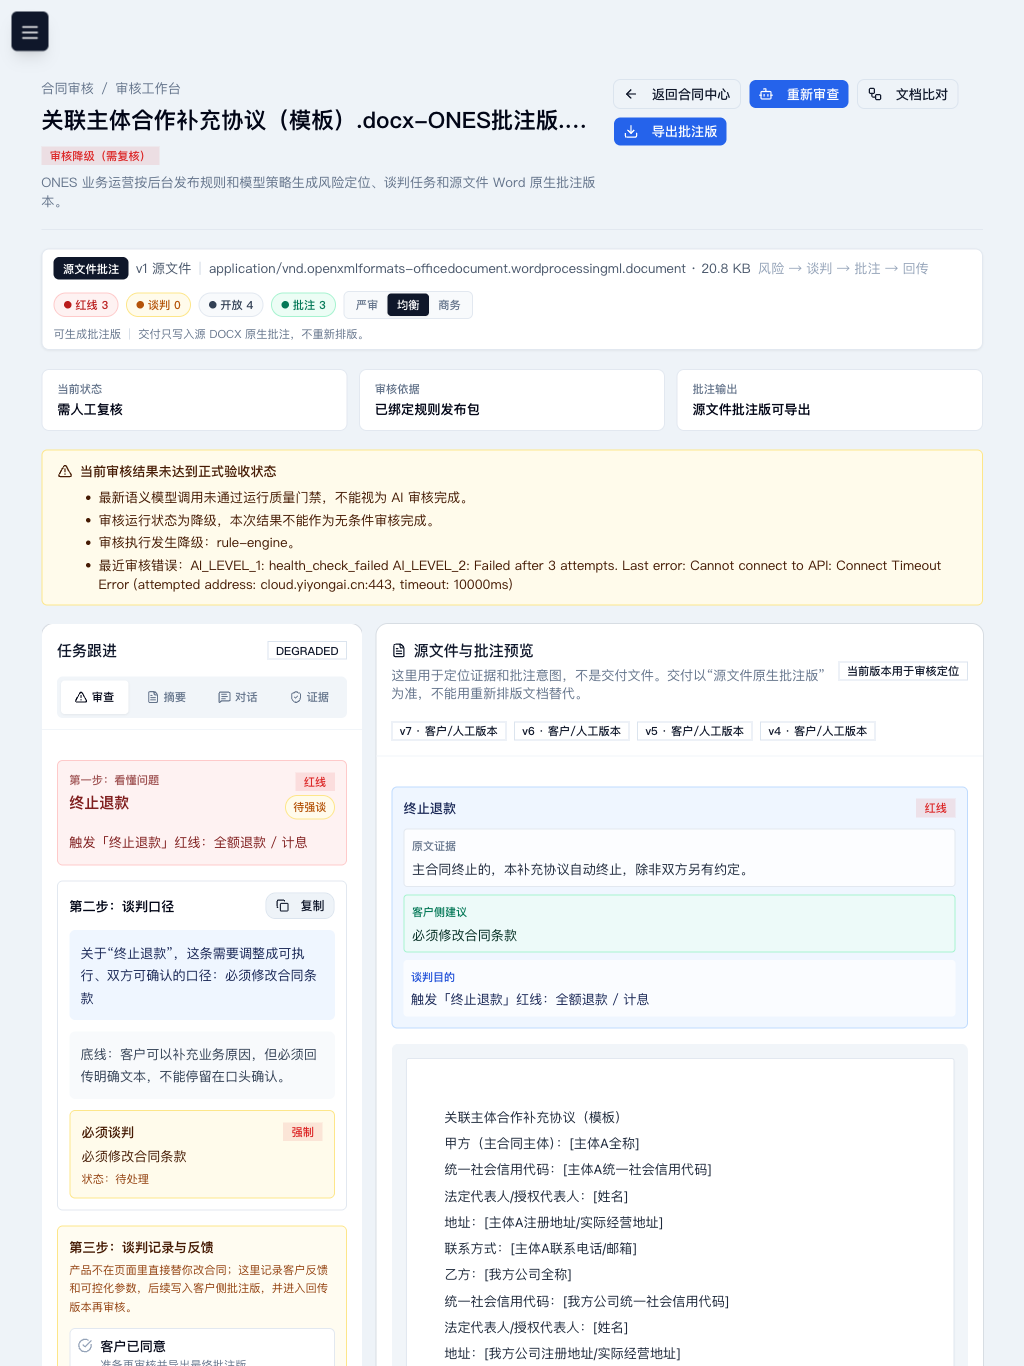 合同审核 / 审核工作台
关联主体合作补充协议（模板）.docx-ONES批注版....
审核降级（需复核）
ONES 业务运营按后台发布规则和模型策略生成风险定位、谈判任务和源文件 Word 原生批注版
本。
返回合同中心
重新审查
文档比对
导出批注版
源文件批注 v1 源文件 application/vnd.openxmlformats-officedocument.wordprocessingml.document · 20.8 KB 风险 → 谈判 → 批注 → 回传
红线 3 谈判 0 开放 4 批注 3 严审 均衡 商务
可生成批注版 交付只写入源 DOCX 原生批注，不重新排版。
当前状态
需人工复核
审核依据
已绑定规则发布包
批注输出
源文件批注版可导出
当前审核结果未达到正式验收状态
• 最新语义模型调用未通过运行质量门禁，不能视为 AI 审核完成。
• 审核运行状态为降级，本次结果不能作为无条件审核完成。
• 审核执行发生降级：rule-engine。
• 最近审核错误：AI_LEVEL_1: health_check_failed AI_LEVEL_2: Failed after 3 attempts. Last error: Cannot connect to API: Connect Timeout
Error (attempted address: cloud.yiyongai.cn:443, timeout: 10000ms)
任务跟进 DEGRADED
审查 摘要 对话 证据
第一步：看懂问题 红线
终止退款 待强谈
触发「终止退款」红线：全额退款 / 计息
第二步：谈判口径 复制
关于“终止退款”，这条需要调整成可执
行、双方可确认的口径：必须修改合同条
款
底线：客户可以补充业务原因，但必须回
传明确文本，不能停留在口头确认。
必须谈判 强制
必须修改合同条款
状态：待处理
第三步：谈判记录与反馈
产品不在页面里直接替你改合同；这里记录客户反馈
和可控化参数，后续写入客户侧批注版，并进入回传
版本再审核。
客户已同意
准备再审核并导出最终批注版
源文件与批注预览
这里用于定位证据和批注意图，不是交付文件。交付以“源文件原生批注版”
为准，不能用重新排版文档替代。
当前版本用于审核定位
v7 · 客户/人工版本 v6 · 客户/人工版本 v5 · 客户/人工版本 v4 · 客户/人工版本
终止退款 红线
原文证据
主合同终止的，本补充协议自动终止，除非双方另有约定。
客户侧建议
必须修改合同条款
谈判目的
触发「终止退款」红线：全额退款 / 计息
关联主体合作补充协议（模板）
甲方（主合同主体）：[主体A全称]
统一社会信用代码：[主体A统一社会信用代码]
法定代表人/授权代表人：[姓名]
地址：[主体A注册地址/实际经营地址]
联系方式：[主体A联系电话/邮箱]
乙方：[我方公司全称]
统一社会信用代码：[我方公司统一社会信用代码]
法定代表人/授权代表人：[姓名]
地址：[我方公司注册地址/实际经营地址]